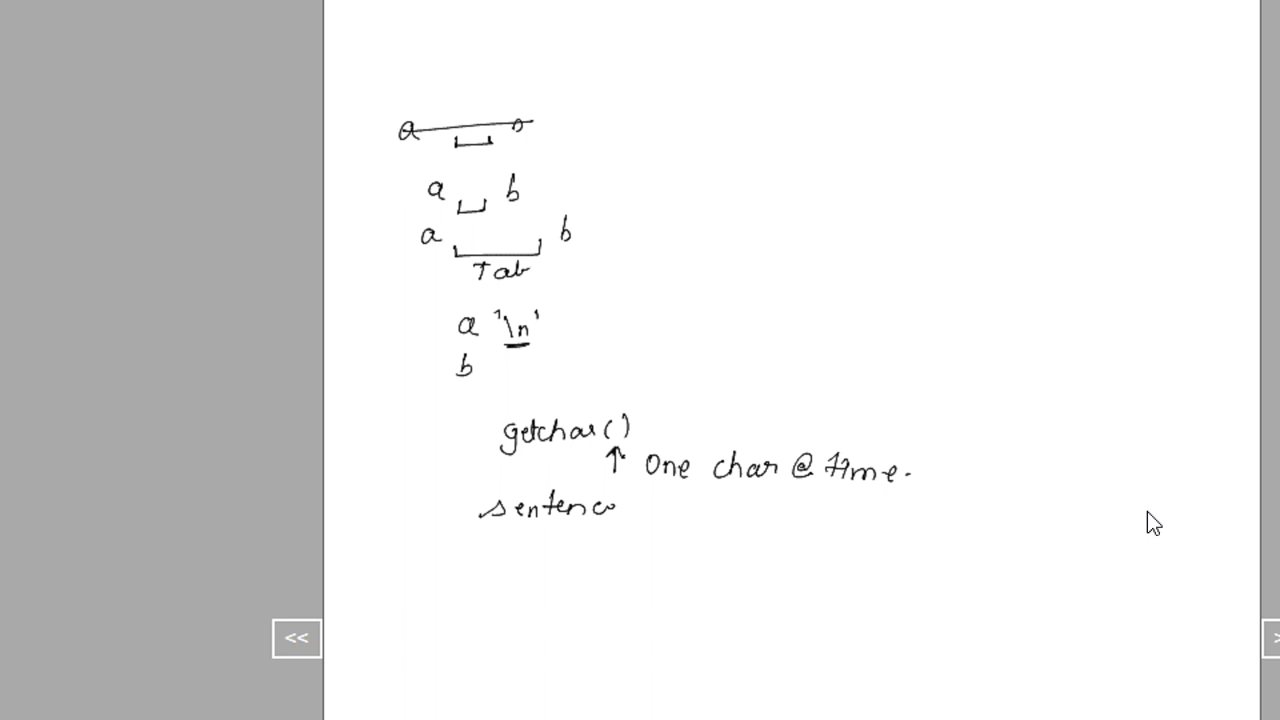 a ⎵ b
a ⎵ b
Tab
a '\n'
b
getchar()
↑ One char @ time.
sentence
<<
>